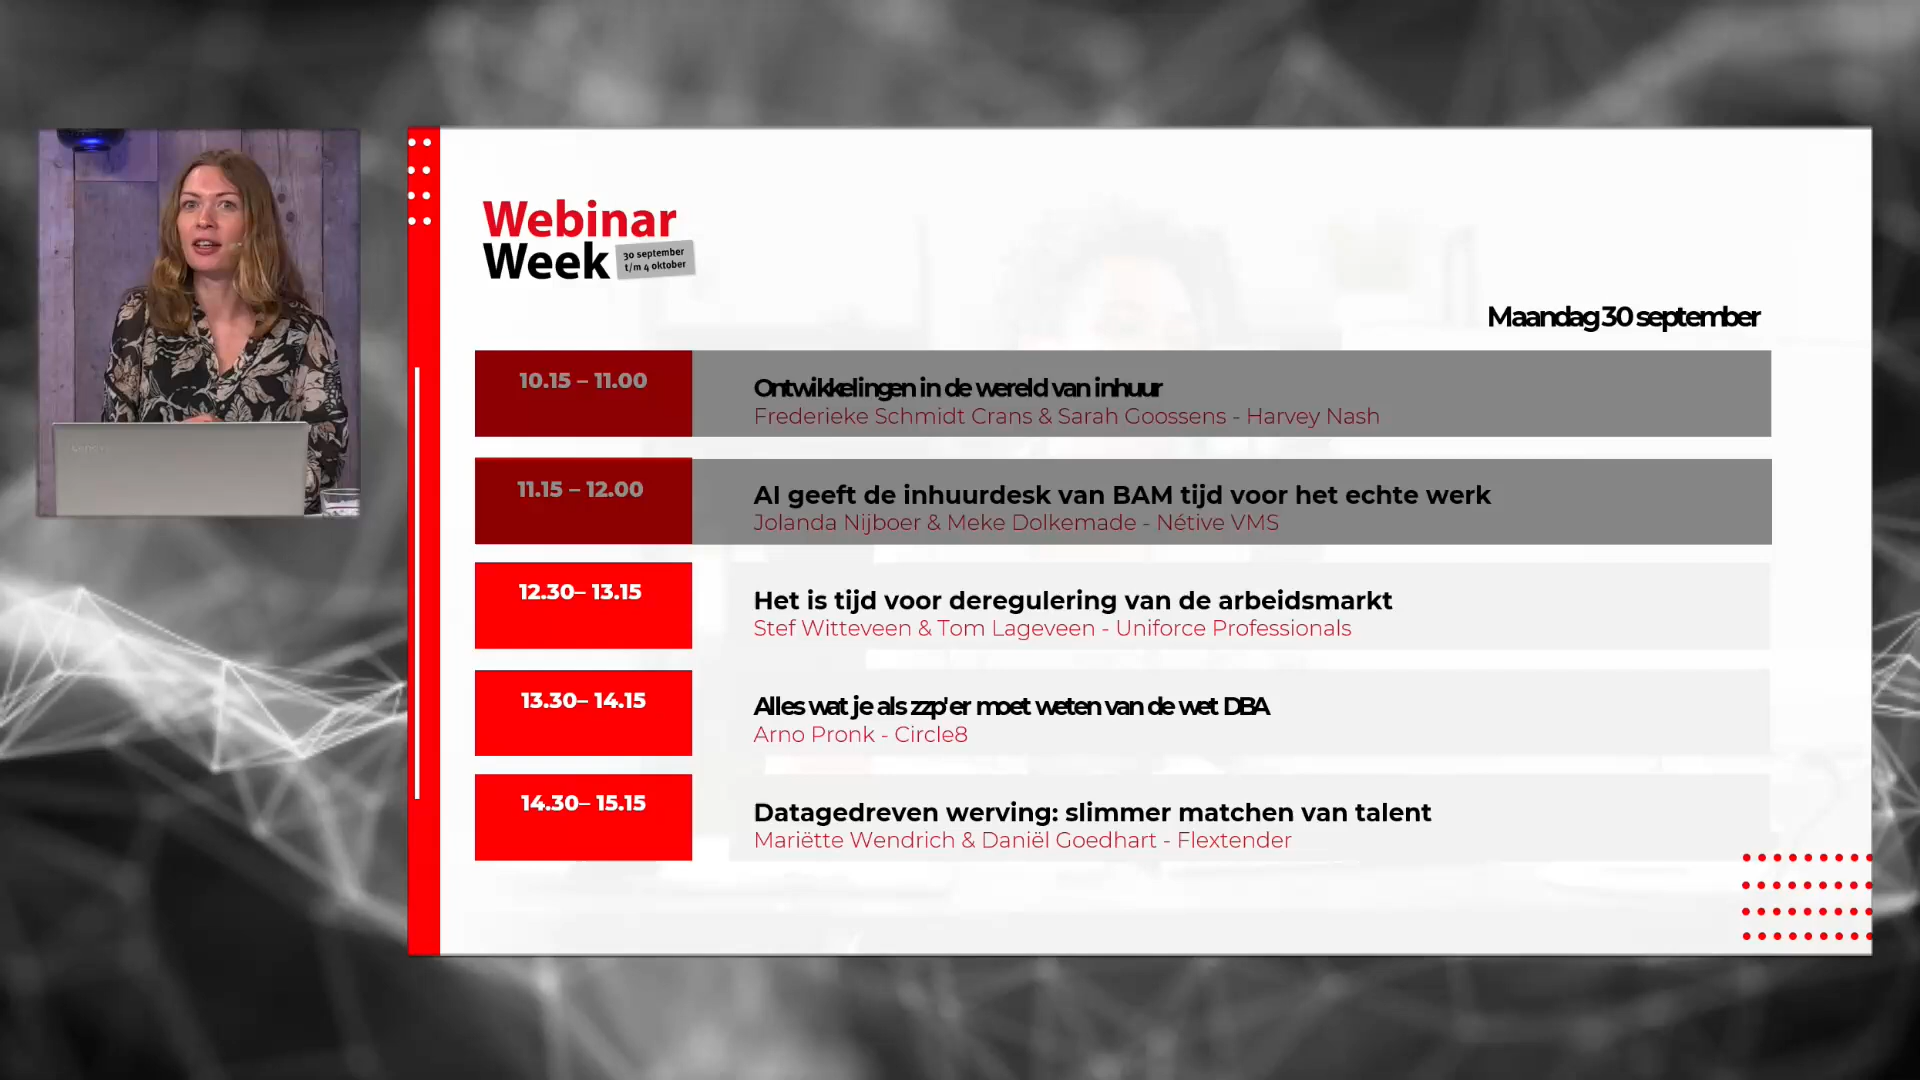 Webinar
Week
30 september
t/m 4 oktober
Maandag 30 september
10.15 – 11.00
Ontwikkelingen in de wereld van inhuur
Frederieke Schmidt Crans & Sarah Goossens - Harvey Nash
11.15 – 12.00
AI geeft de inhuurdesk van BAM tijd voor het echte werk
Jolanda Nijboer & Meke Dolkemade - Nétive VMS
12.30– 13.15
Het is tijd voor deregulering van de arbeidsmarkt
Stef Witteveen & Tom Lageveen - Uniforce Professionals
13.30– 14.15
Alles wat je als zzp'er moet weten van de wet DBA
Arno Pronk - Circle8
14.30– 15.15
Datagedreven werving: slimmer matchen van talent
Mariëtte Wendrich & Daniël Goedhart - Flextender